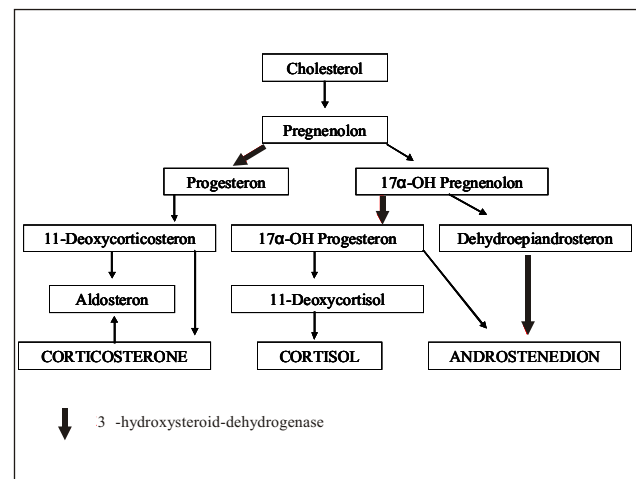 Cholesterol
Pregnenolon
Progesteron
17α-OH Pregnenolon
11-Deoxycorticosteron
17α-OH Progesteron
Dehydroepiandrosteron
Aldosteron
11-Deoxycortisol
CORTICOSTERONE
CORTISOL
ANDROSTENEDION
3 -hydroxysteroid-dehydrogenase